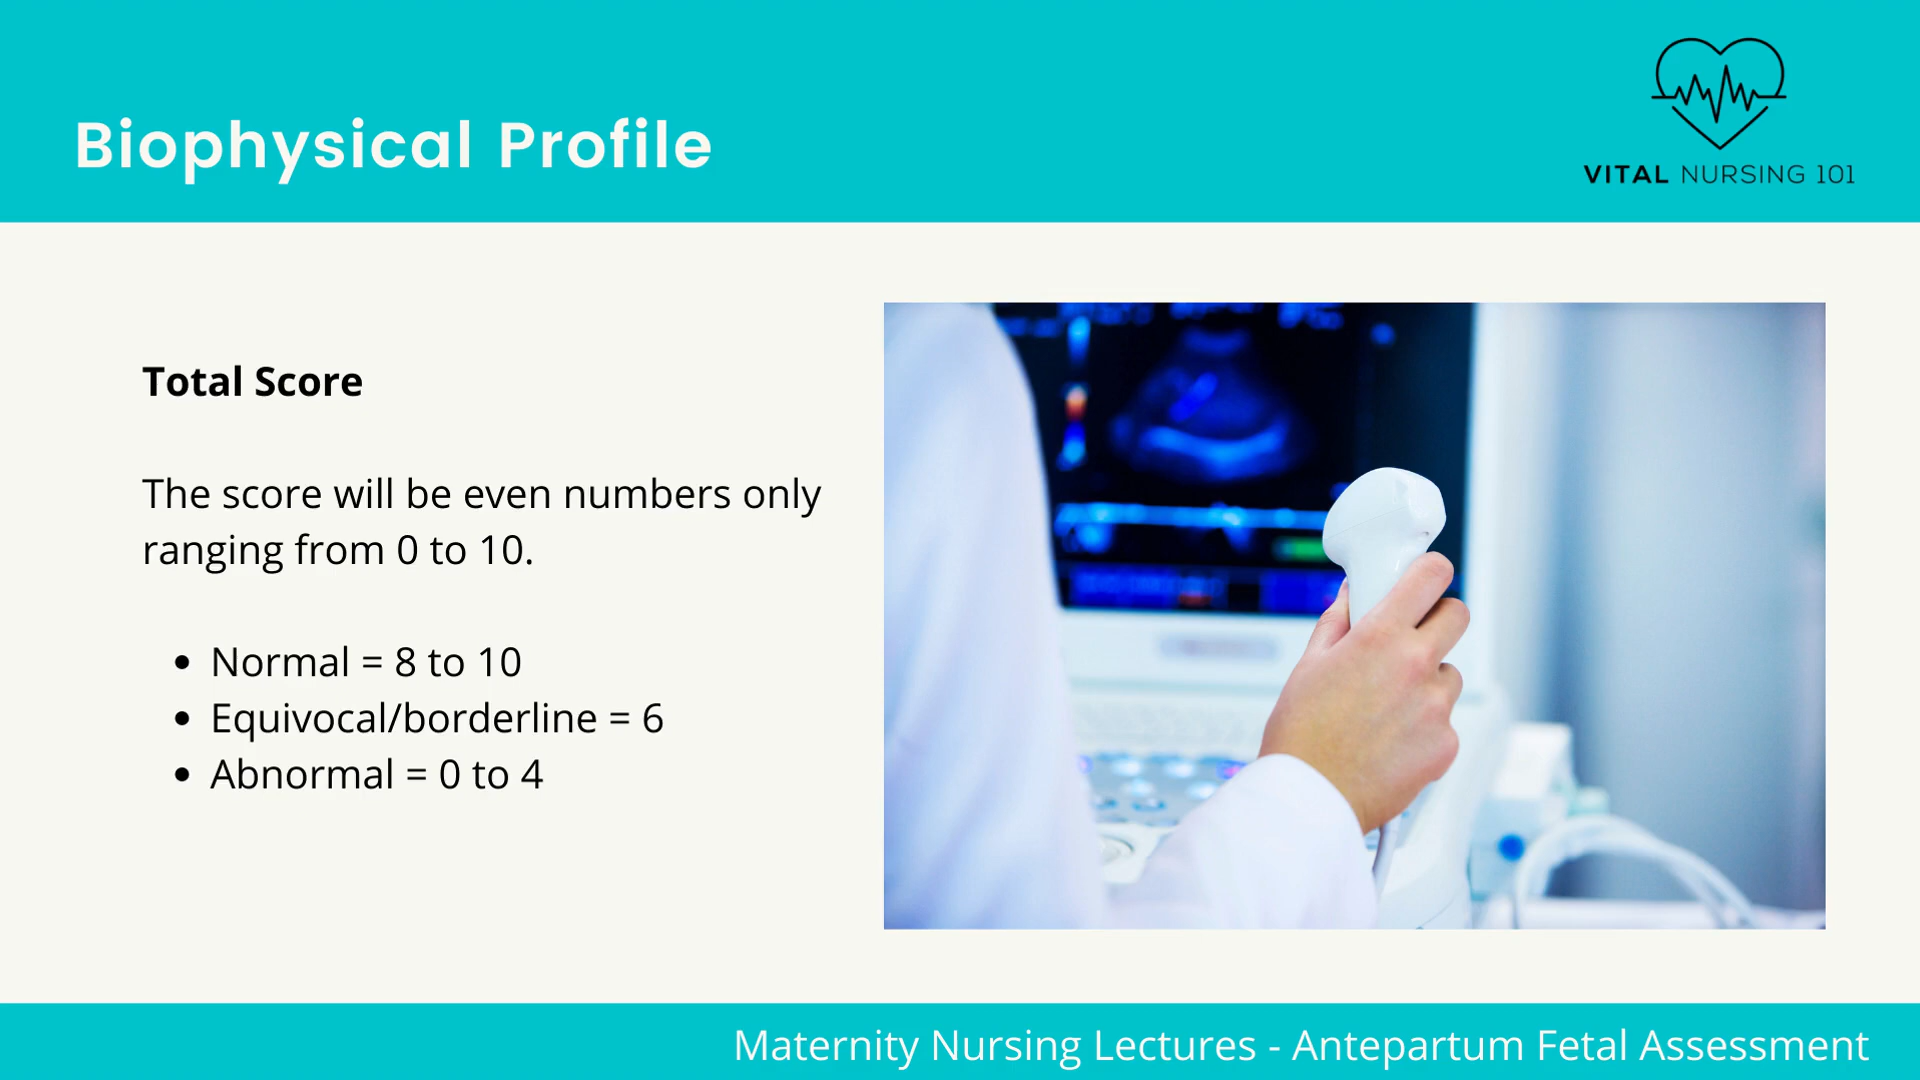 Biophysical Profile
VITAL NURSING 101
Total Score
The score will be even numbers only
ranging from 0 to 10.
• Normal = 8 to 10
• Equivocal/borderline = 6
• Abnormal = 0 to 4
Maternity Nursing Lectures - Antepartum Fetal Assessment